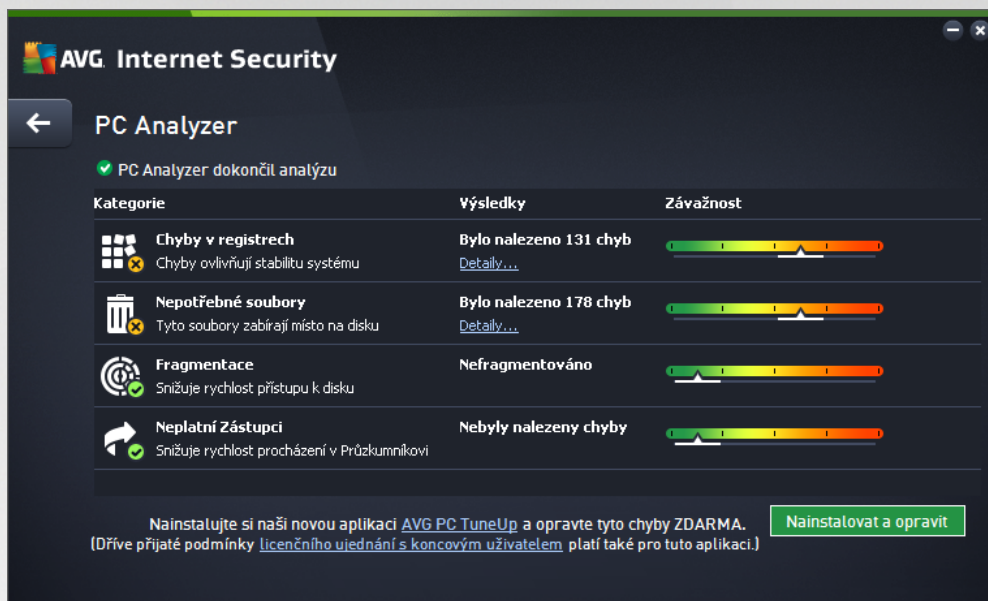 AVG. Internet Security
PC Analyzer
PC Analyzer dokončil analýzu
Kategorie Výsledky Závažnost
Chyby v registrech Bylo nalezeno 131 chyb
Chyby ovlivňují stabilitu systému Detaily...
Nepotřebné soubory Bylo nalezeno 178 chyb
Tyto soubory zabírají místo na disku Detaily...
Fragmentace Nefragmentováno
Snižuje rychlost přístupu k disku
Neplatní Zástupci Nebyly nalezeny chyby
Snižuje rychlost procházení v Průzkumníkovi
Nainstalujte si naši novou aplikaci AVG PC TuneUp a opravte tyto chyby ZDARMA. Nainstalovat a opravit
(Dříve přijaté podmínky licenčního ujednání s koncovým uživatelem platí také pro tuto aplikaci.)